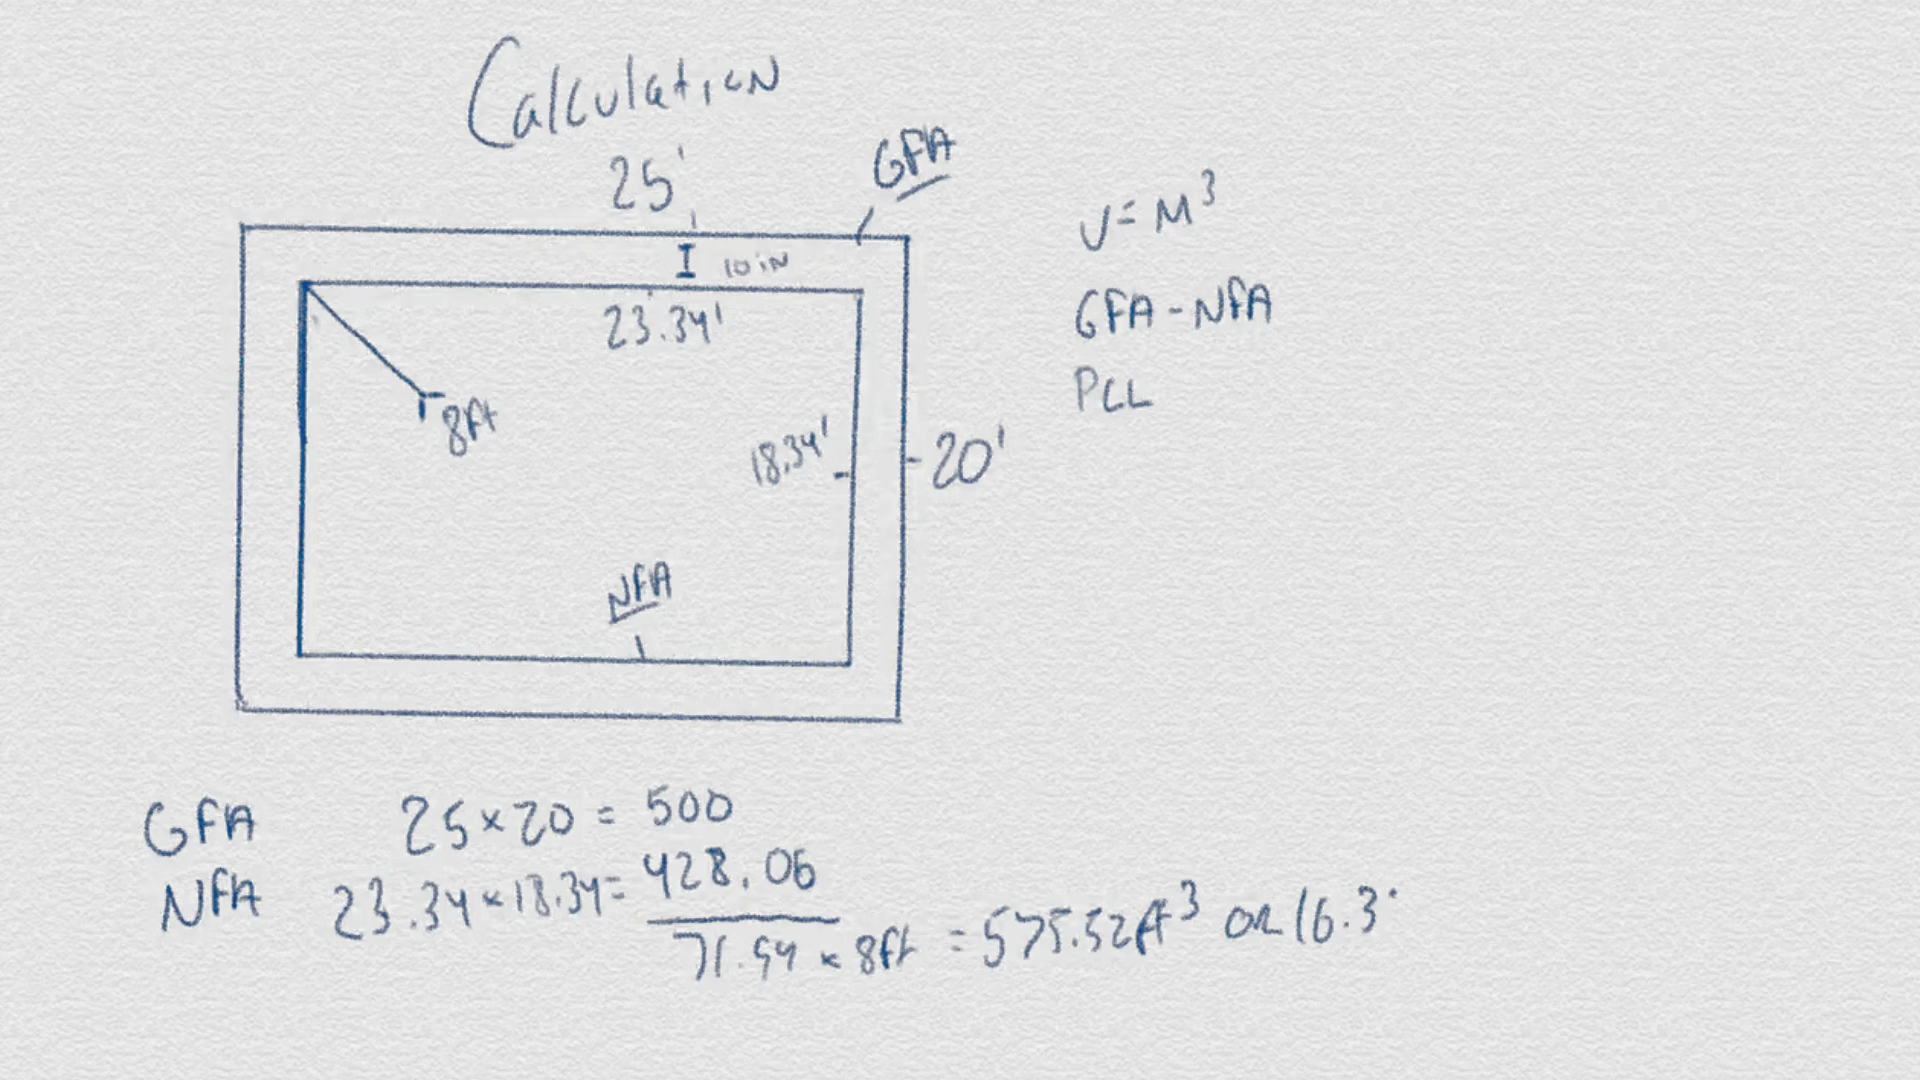 Calculation
25'
GFA
10 in
23.34'
8ft
18.34'
20'
NFA
V = M³
GFA - NFA
PCL
GFA 25 x 20 = 500
NFA 23.34 x 18.34 = 428.06
71.94 x 8ft = 575.52ft³ OR 16.3